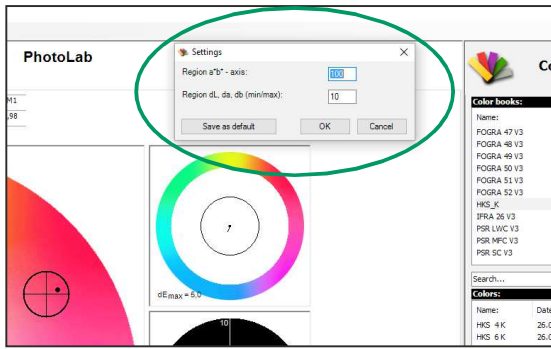 PhotoLab
M1
,98
Settings
Region a*b* - axis:
100
Region dL, da, db (min/max):
10
Save as default
OK
Cancel
dEmax = 5,0
10
Co
Color books:
Name:
FOGRA 47 V3
FOGRA 48 V3
FOGRA 49 V3
FOGRA 50 V3
FOGRA 51 V3
FOGRA 52 V3
HKS_K
IFRA 26 V3
PSR LWC V3
PSR MFC V3
PSR SC V3
Search...
Colors:
Name: Date
HKS 4 K 26.0
HKS 6 K 26.0